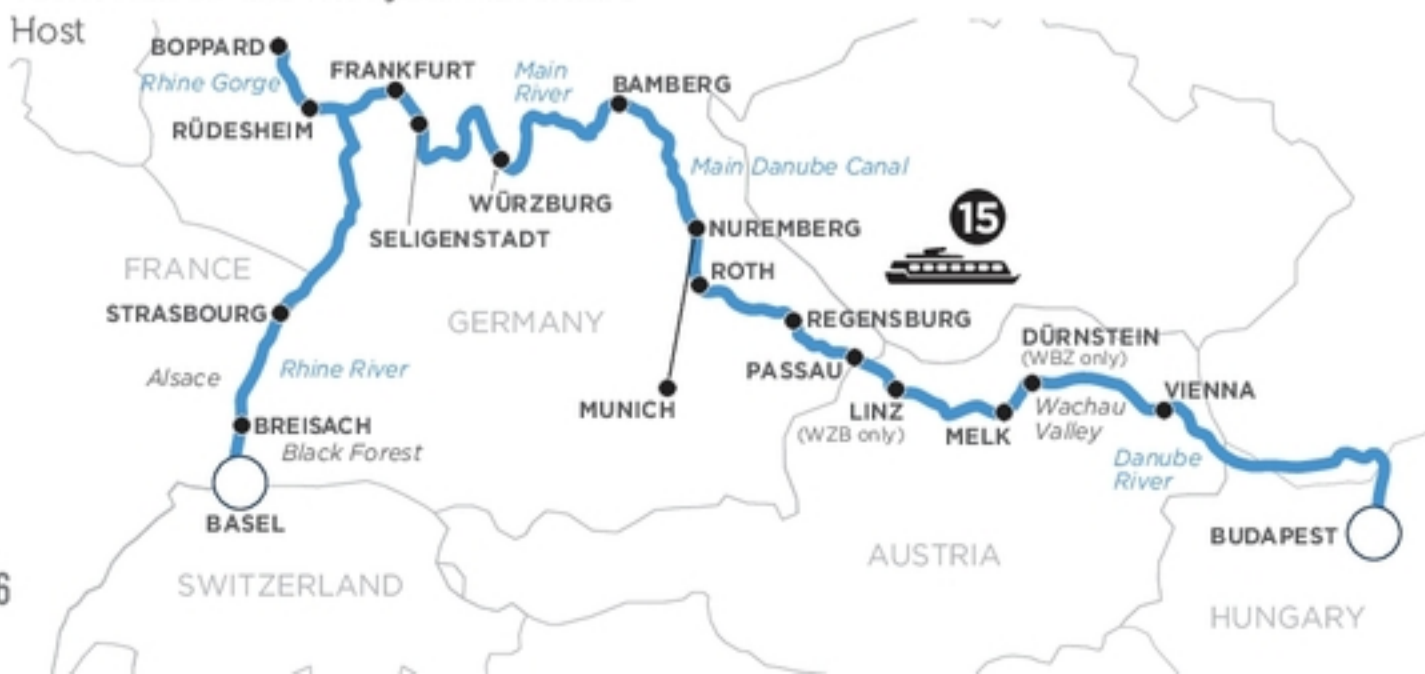 Host
BOPPARD
Rhine Gorge
RÜDESHEIM
FRANKFURT
Main
River
BAMBERG
WÜRZBURG
SELIGENSTADT
Main Danube Canal
NUREMBERG
ROTH
15
FRANCE
STRASBOURG
GERMANY
REGENSBURG
PASSAU
DÜRNSTEIN
(WBZ only)
Alsace
Rhine River
MUNICH
LINZ
(WZB only)
MELK
Wachau
Valley
VIENNA
BREISACH
Black Forest
Danube
River
BASEL
BUDAPEST
AUSTRIA
SWITZERLAND
6
HUNGARY